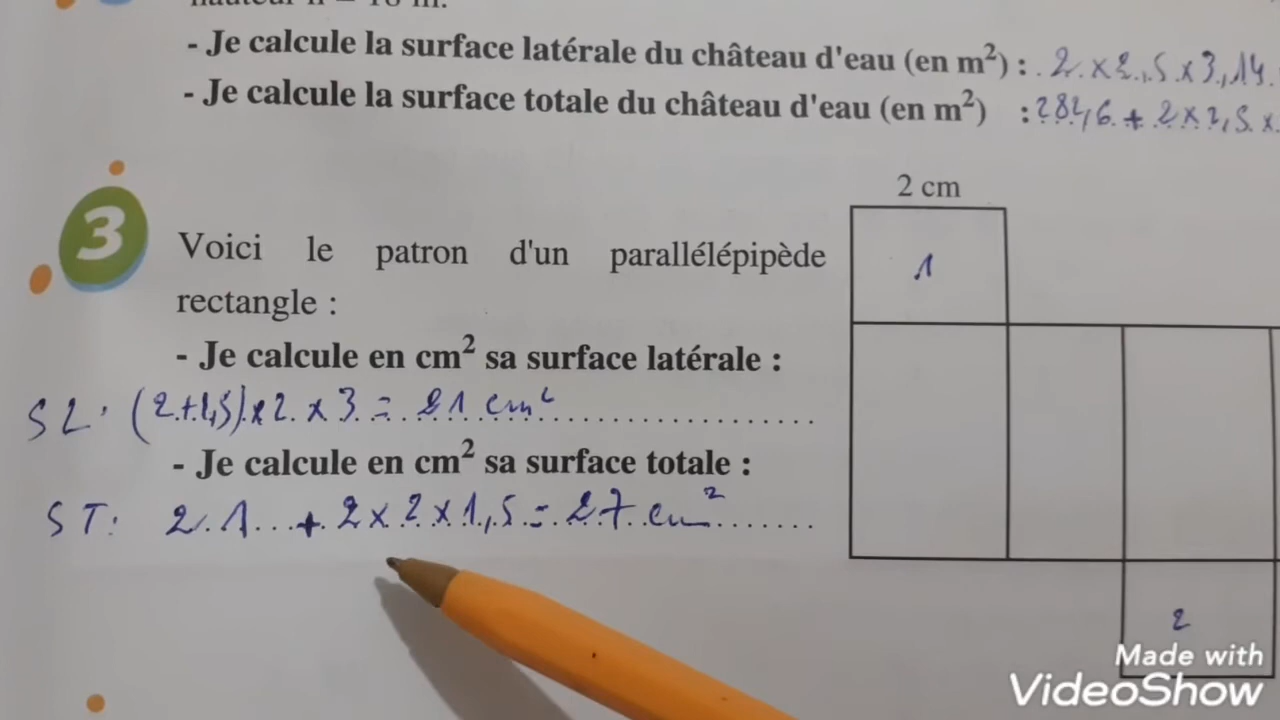 hauteur h = 18 m.
- Je calcule la surface latérale du château d'eau (en m²) : 2 × 2,5 × 3,14
- Je calcule la surface totale du château d'eau (en m²) : 282,6 + 2 × 2,5 ×
2 cm
3
Voici le patron d'un parallélépipède
1
rectangle :
- Je calcule en cm² sa surface latérale :
SL: (2+1,5) × 2 × 3 = 21 cm²
- Je calcule en cm² sa surface totale :
ST: 21 + 2 × 2 × 1,5 = 27 cm²
2
Made with
VideoShow